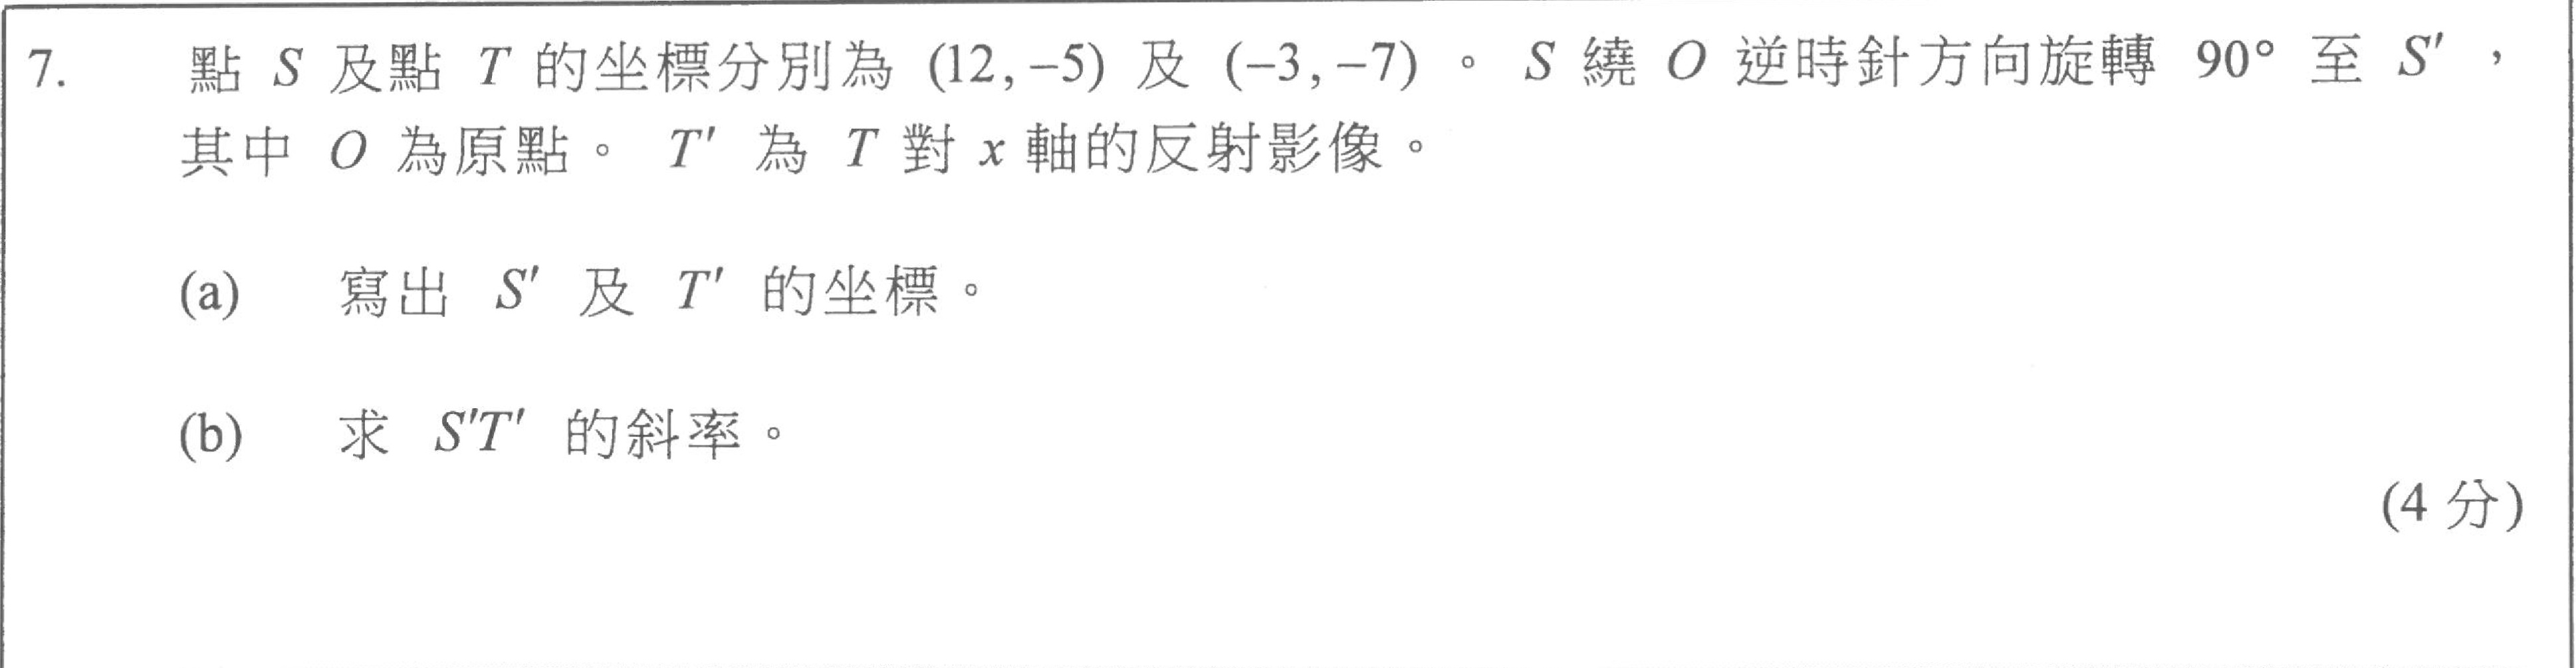 7. 點 S 及點 T 的坐標分別為 (12, −5) 及 (−3, −7) 。 S 繞 O 逆時針方向旋轉 90° 至 S′ ，
其中 O 為原點。 T′ 為 T 對 x 軸的反射影像。
(a) 寫出 S′ 及 T′ 的坐標。
(b) 求 S′T′ 的斜率。
(4 分)